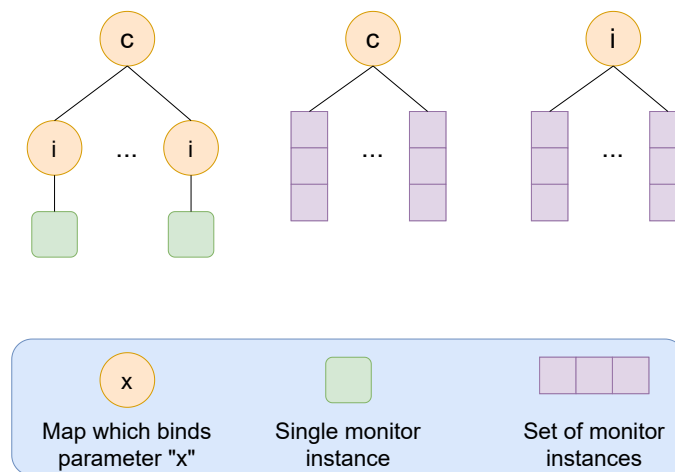 c
c
i
i
...
i
...
...
x
Map which binds
parameter "x"
Single monitor
instance
Set of monitor
instances